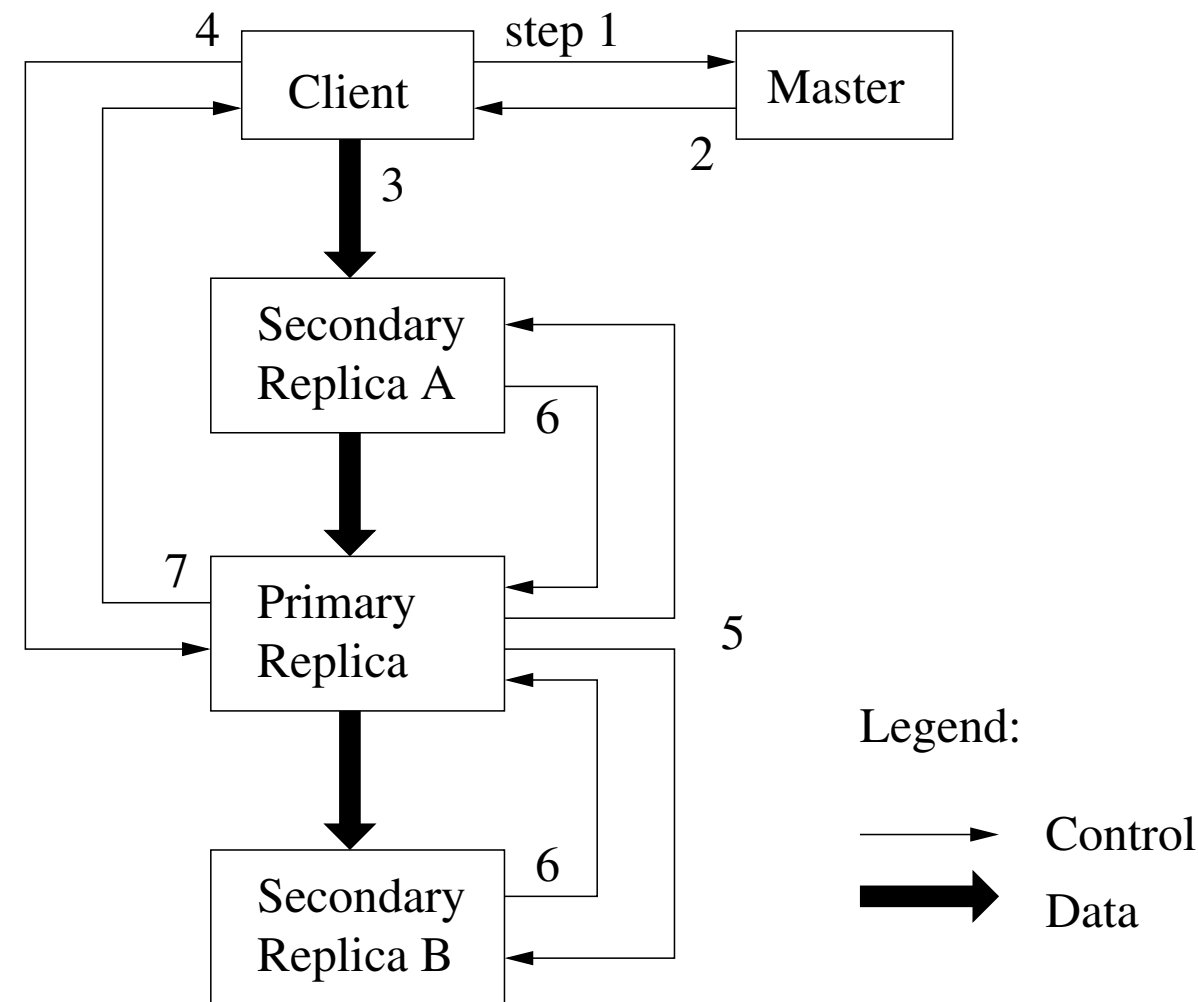 4
step 1
Client
Master
2
3
Secondary
Replica A
6
7
Primary
Replica
5
6
Secondary
Replica B
Legend:
Control
Data